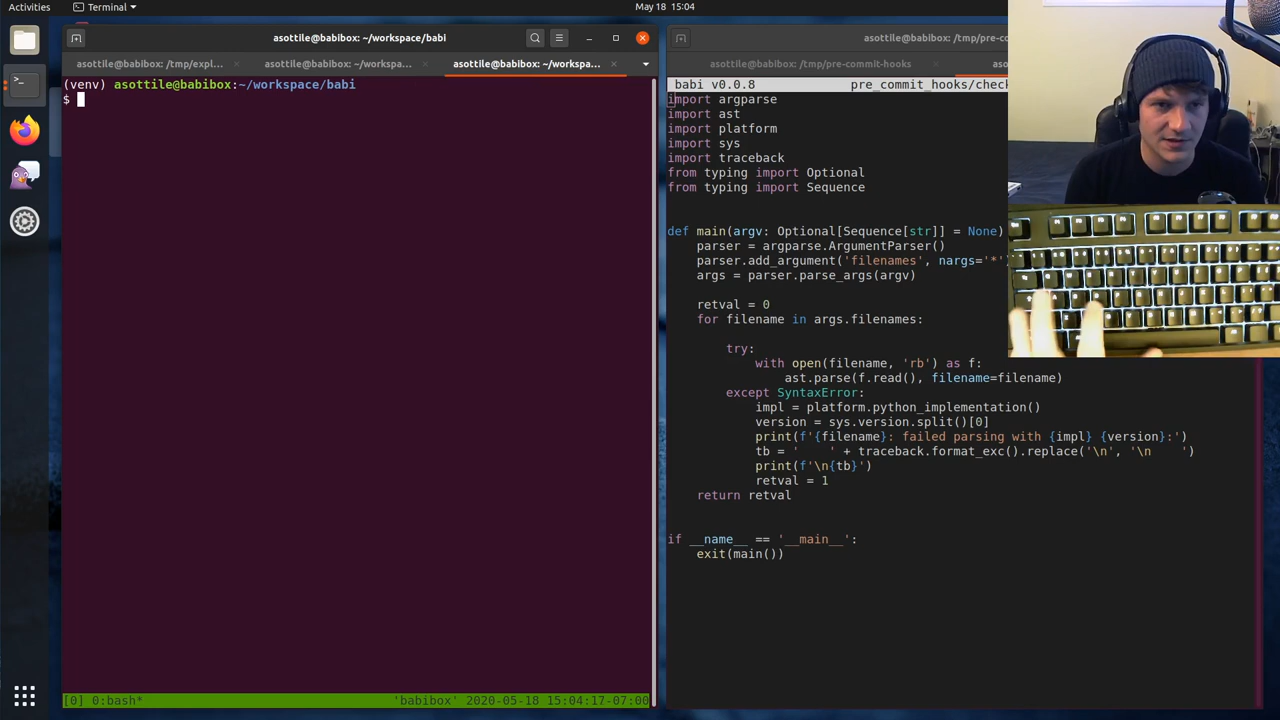 Activities
Terminal
May 18 15:04
asottile@babibox: ~/workspace/babi
asottile@babibox: /tmp/expl...
asottile@babibox: ~/workspa...
asottile@babibox: ~/workspa...
(venv) asottile@babibox:~/workspace/babi
$
[0] 0:bash*
'babibox' 2020-05-18 15:04:17-07:00
asottile@babibox: /tmp/pre-co
asottile@babibox: /tmp/pre-commit-hooks
aso
babi v0.0.8
pre_commit_hooks/check
import argparse
import ast
import platform
import sys
import traceback
from typing import Optional
from typing import Sequence
def main(argv: Optional[Sequence[str]] = None)
parser = argparse.ArgumentParser()
parser.add_argument('filenames', nargs='*'
args = parser.parse_args(argv)
retval = 0
for filename in args.filenames:
try:
with open(filename, 'rb') as f:
ast.parse(f.read(), filename=filename)
except SyntaxError:
impl = platform.python_implementation()
version = sys.version.split()[0]
print(f'{filename}: failed parsing with {impl} {version}:')
tb = '    ' + traceback.format_exc().replace('\n', '\n    ')
print(f'\n{tb}')
retval = 1
return retval
if __name__ == '__main__':
exit(main())